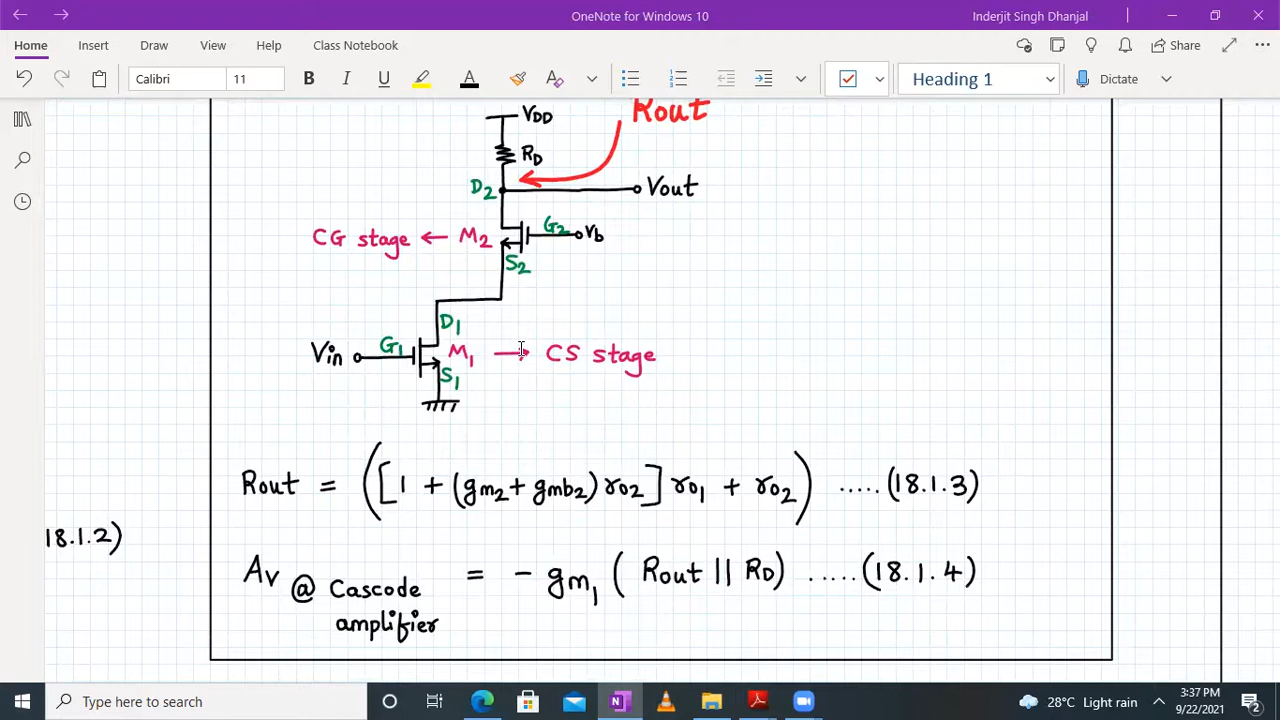 OneNote for Windows 10
Inderjit Singh Dhanjal
Home Insert Draw View Help Class Notebook Share
Calibri 11 B I U A Heading 1 Dictate
Rout
VDD
RD
D2
Vout
CG stage ← M2
G2
Vb
S2
D1
Vin
G1
M1 → CS stage
S1
Rout = ([1 + (gm2 + gmb2) ro2] ro1 + ro2) ..... (18.1.3)
18.1.2)
Av @ Cascode amplifier = - gm1 ( Rout || RD) ..... (18.1.4)
Type here to search
28°C Light rain
3:37 PM
9/22/2021
2